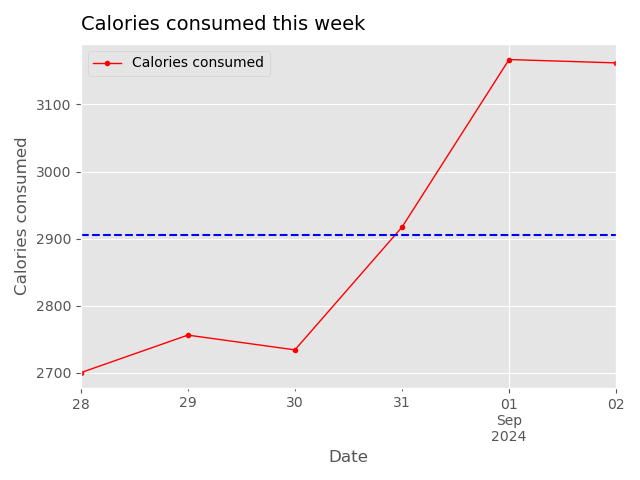 Calories consumed this week
Calories consumed
Calories consumed
3100
3000
2900
2800
2700
28
29
30
31
01
Sep
2024
02
Date